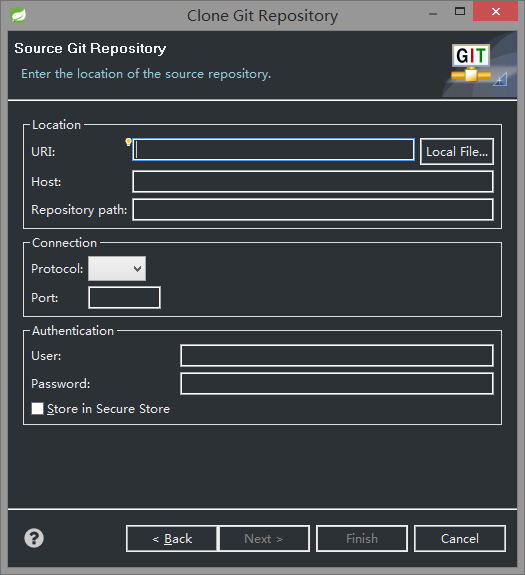 Clone Git Repository
Source Git Repository
Enter the location of the source repository.
GIT
Location
URI:
Local File...
Host:
Repository path:
Connection
Protocol:
Port:
Authentication
User:
Password:
Store in Secure Store
?
< Back
Next >
Finish
Cancel